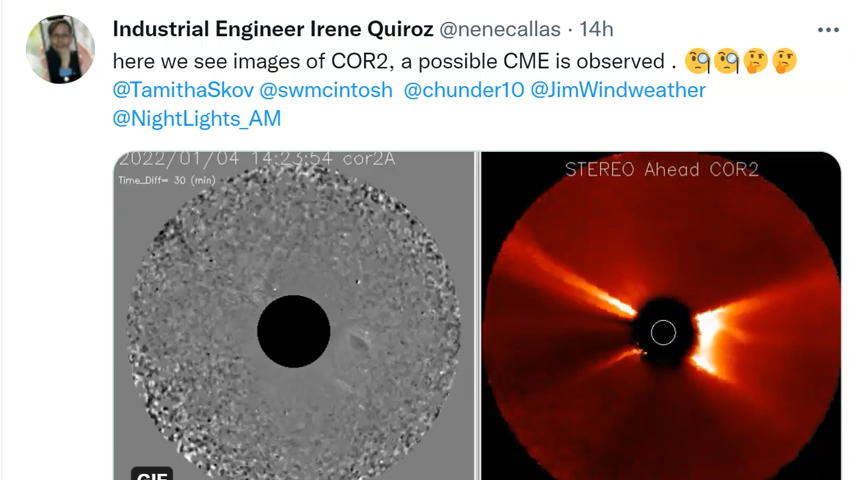 Industrial Engineer Irene Quiroz @nenecallas · 14h
here we see images of COR2, a possible CME is observed . 🧐🧐🤔🤔
@TamithaSkov @swmcintosh @chunder10 @JimWindweather
@NightLights_AM
2022/01/04 14:23:54 cor2A
Time_Diff= 30 (min)
STEREO Ahead COR2
GIF